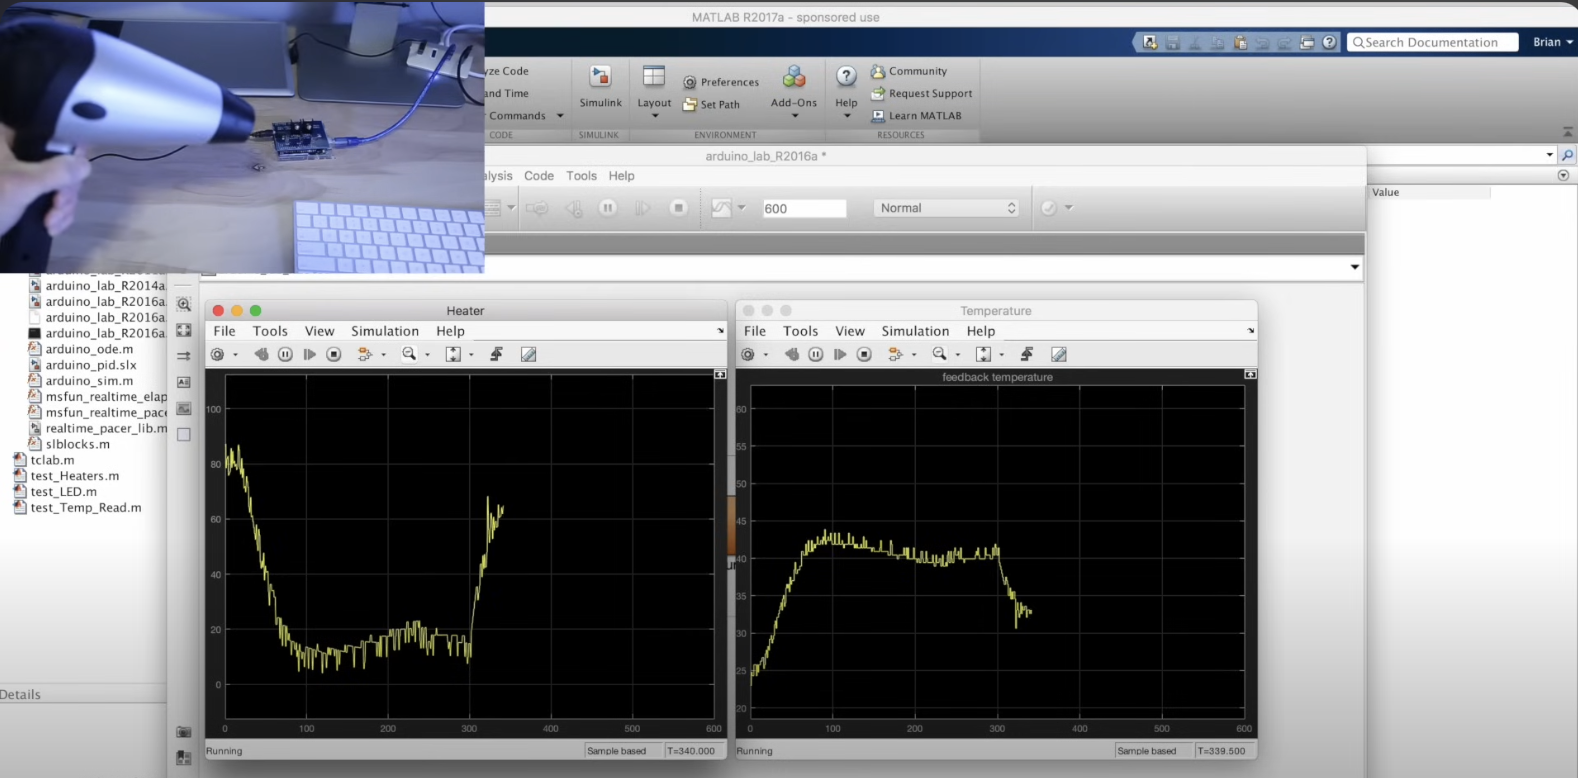 MATLAB R2017a - sponsored use
Search Documentation
Brian
yze Code
and Time
Commands
CODE
Simulink
SIMULINK
Layout
Preferences
Set Path
Add-Ons
ENVIRONMENT
Help
Community
Request Support
Learn MATLAB
RESOURCES
arduino_lab_R2016a *
alysis Code Tools Help
600
Normal
Value
arduino_lab_R2014a
arduino_lab_R2016a
arduino_lab_R2016a
arduino_lab_R2016a
arduino_ode.m
arduino_pid.slx
arduino_sim.m
msfun_realtime_elap
msfun_realtime_pace
realtime_pacer_lib.m
slblocks.m
tclab.m
test_Heaters.m
test_LED.m
test_Temp_Read.m
Details
Heater
File Tools View Simulation Help
100
80
60
40
20
0
0 100 200 300 400 500 600
Running
Sample based
T=340.000
Temperature
File Tools View Simulation Help
feedback temperature
60
55
50
45
40
35
30
25
20
0 100 200 300 400 500 600
Running
Sample based
T=339.500